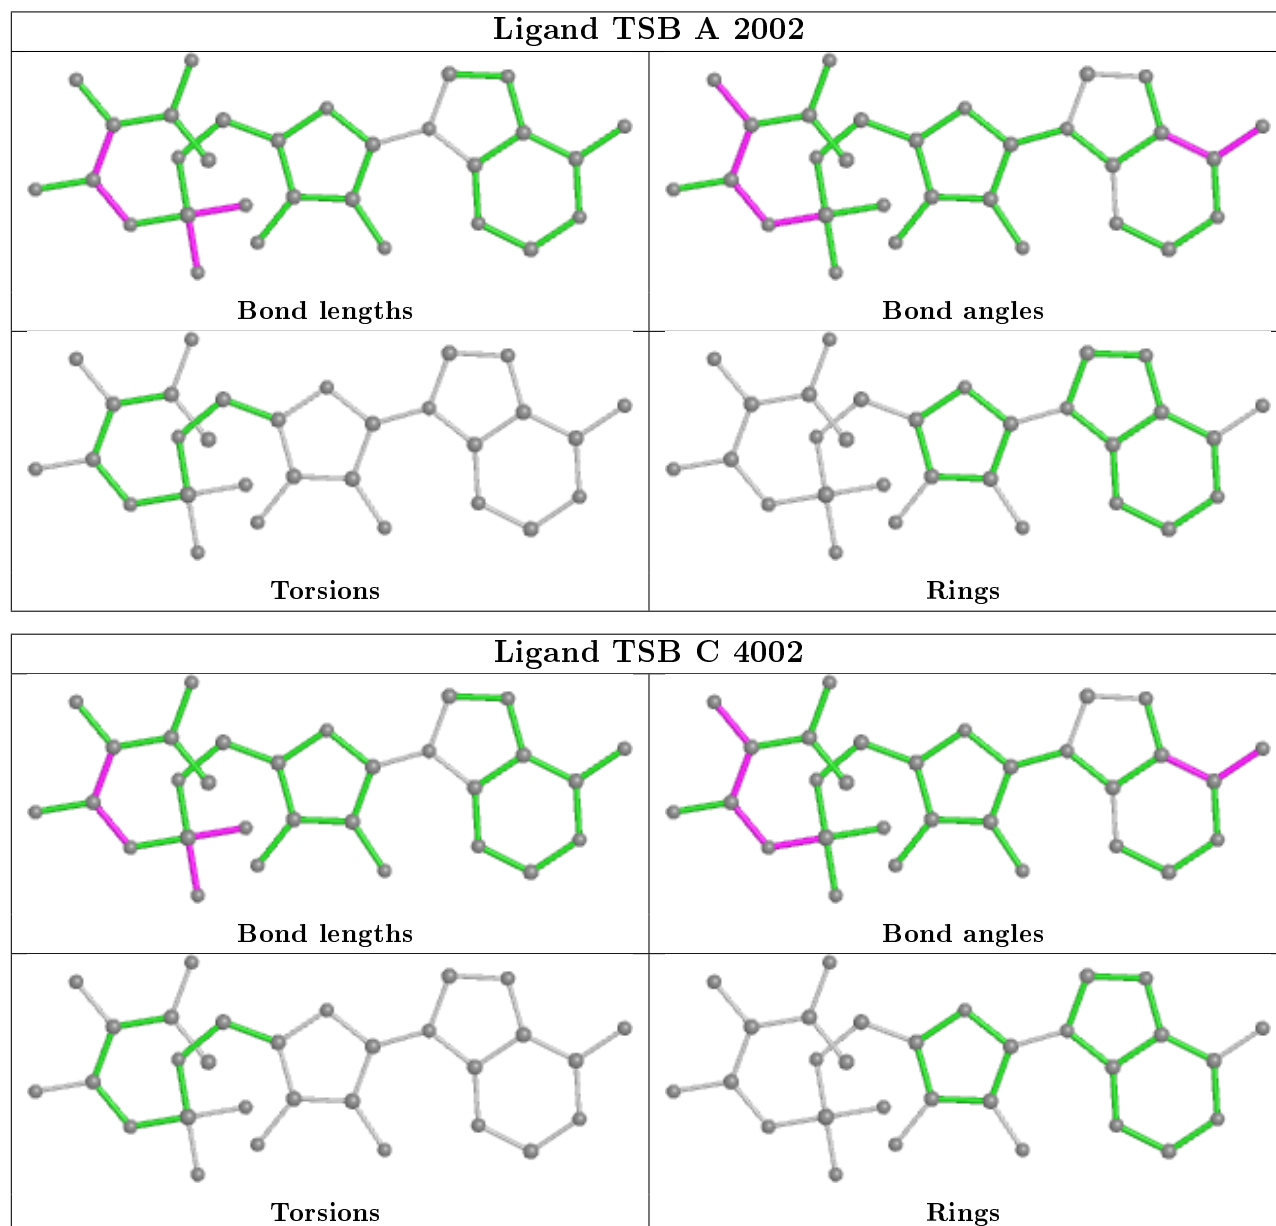 Ligand TSB A 2002
Bond lengths
Bond angles
Torsions
Rings
Ligand TSB C 4002
Bond lengths
Bond angles
Torsions
Rings